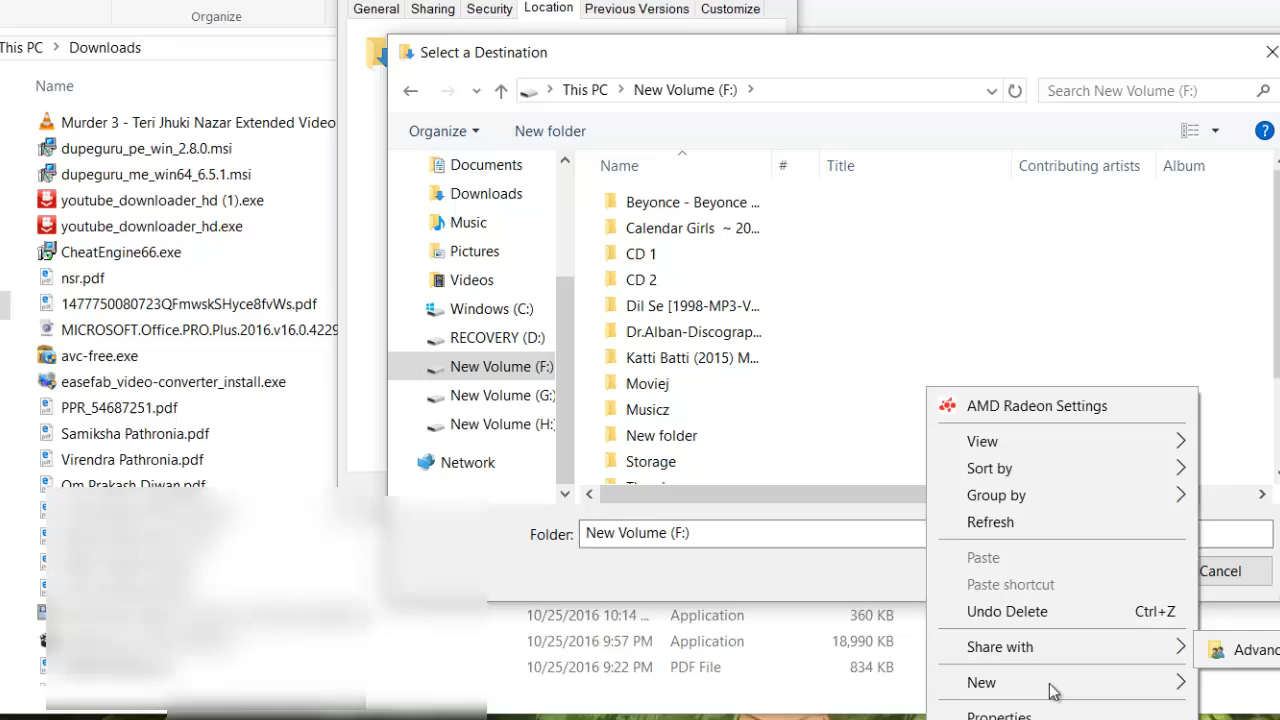 Organize
General Sharing Security Location Previous Versions Customize
This PC > Downloads
Name
Murder 3 - Teri Jhuki Nazar Extended Video
dupeguru_pe_win_2.8.0.msi
dupeguru_me_win64_6.5.1.msi
youtube_downloader_hd (1).exe
youtube_downloader_hd.exe
CheatEngine66.exe
nsr.pdf
1477750080723QFmwskSHyce8fvWs.pdf
MICROSOFT.Office.PRO.Plus.2016.v16.0.4229
avc-free.exe
easefab_video-converter_install.exe
PPR_54687251.pdf
Samiksha Pathronia.pdf
Virendra Pathronia.pdf
Om Prakash Diwan.pdf
Select a Destination
This PC > New Volume (F:) >
Search New Volume (F:)
Organize New folder
Documents
Downloads
Music
Pictures
Videos
Windows (C:)
RECOVERY (D:)
New Volume (F:)
New Volume (G:
New Volume (H:
Network
Name # Title Contributing artists Album
Beyonce - Beyonce ...
Calendar Girls ~ 20...
CD 1
CD 2
Dil Se [1998-MP3-V...
Dr.Alban-Discograp...
Katti Batti (2015) M...
Moviej
Musicz
New folder
Storage
Folder: New Volume (F:)
Cancel
10/25/2016 10:14 ... Application 360 KB
10/25/2016 9:57 PM Application 18,990 KB
10/25/2016 9:22 PM PDF File 834 KB
AMD Radeon Settings
View
Sort by
Group by
Refresh
Paste
Paste shortcut
Undo Delete Ctrl+Z
Share with
New
Properties
Advanc